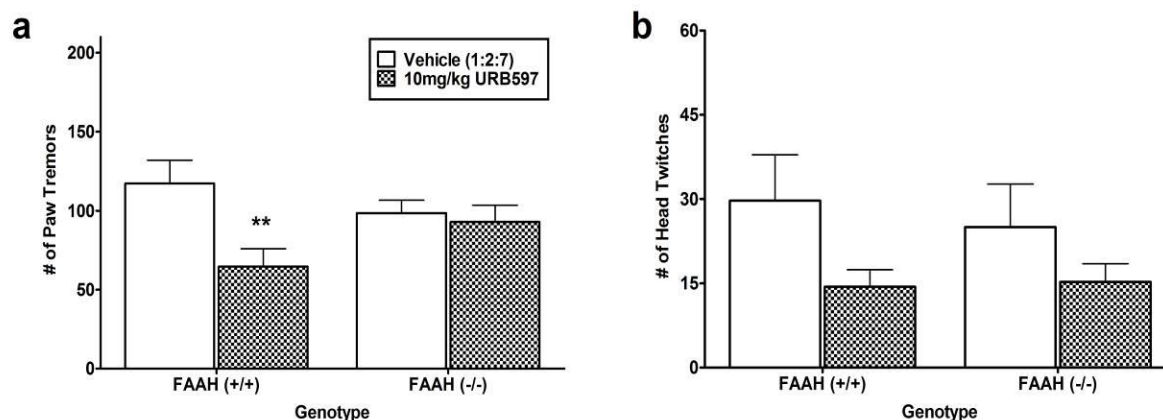 a
# of Paw Tremors
200
150
100
50
0
Vehicle (1:2:7)
10mg/kg URB597
**
FAAH (+/+)
FAAH (-/-)
Genotype
b
# of Head Twitches
60
45
30
15
0
FAAH (+/+)
FAAH (-/-)
Genotype